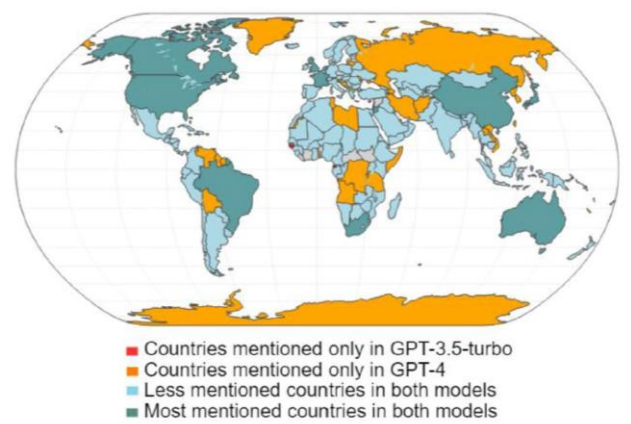 Countries mentioned only in GPT-3.5-turbo
Countries mentioned only in GPT-4
Less mentioned countries in both models
Most mentioned countries in both models